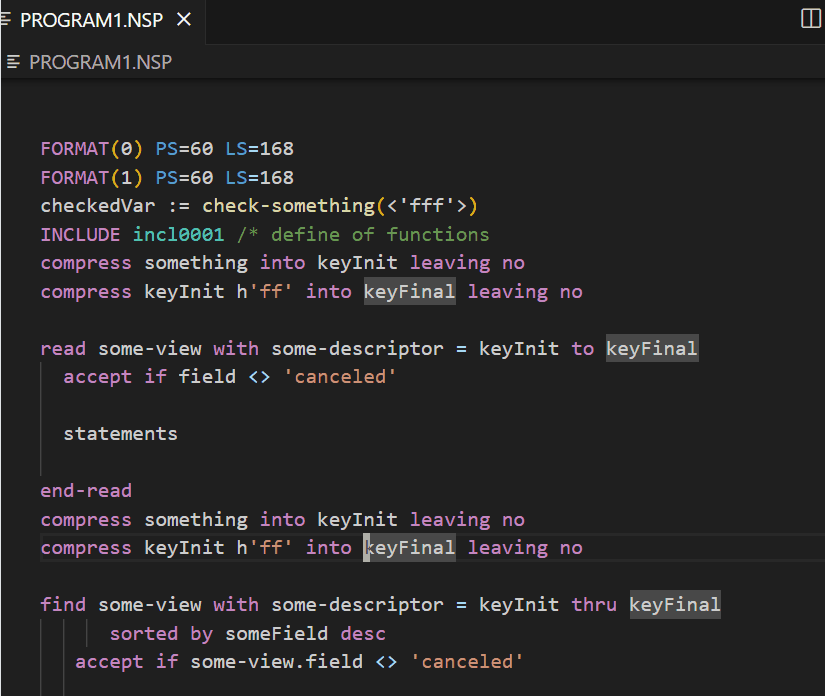 PROGRAM1.NSP
PROGRAM1.NSP
FORMAT(0) PS=60 LS=168
FORMAT(1) PS=60 LS=168
checkedVar := check-something(<'fff'>)
INCLUDE incl0001 /* define of functions
compress something into keyInit leaving no
compress keyInit h'ff' into keyFinal leaving no
read some-view with some-descriptor = keyInit to keyFinal
accept if field <> 'canceled'
statements
end-read
compress something into keyInit leaving no
compress keyInit h'ff' into keyFinal leaving no
find some-view with some-descriptor = keyInit thru keyFinal
sorted by someField desc
accept if some-view.field <> 'canceled'